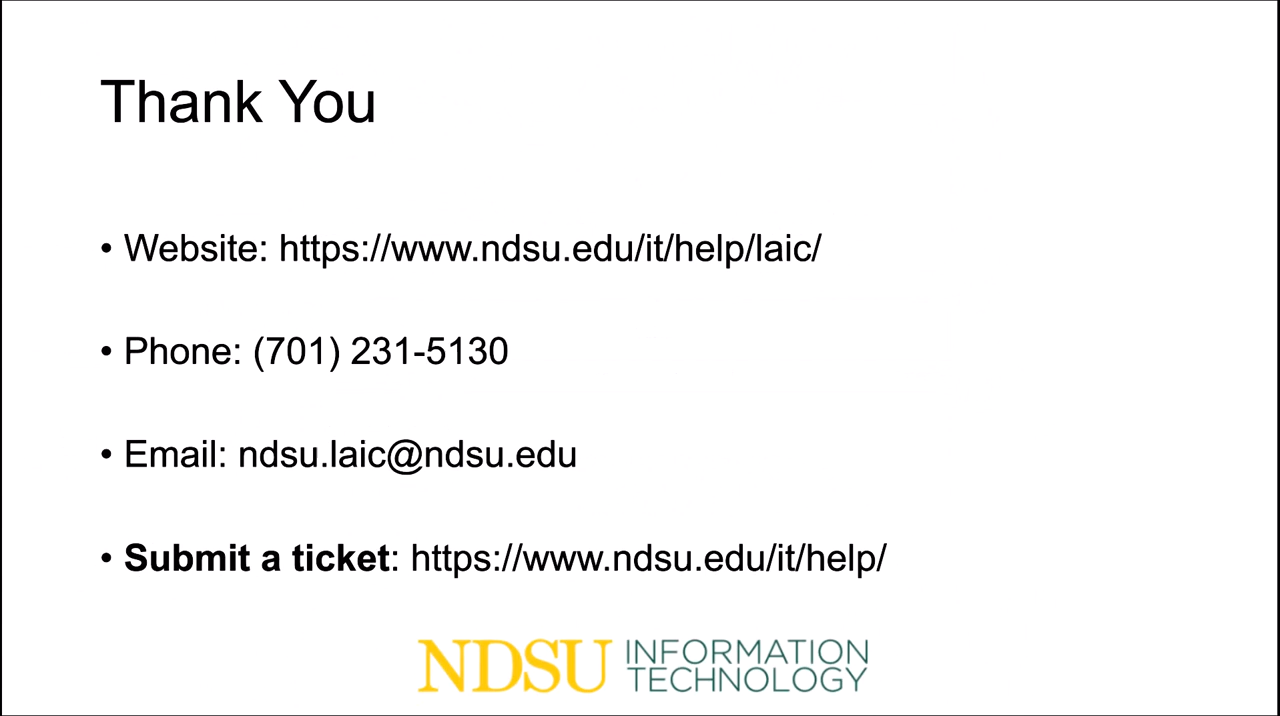 Thank You
• Website: https://www.ndsu.edu/it/help/laic/
• Phone: (701) 231-5130
• Email: ndsu.laic@ndsu.edu
• Submit a ticket: https://www.ndsu.edu/it/help/
NDSU INFORMATION
TECHNOLOGY